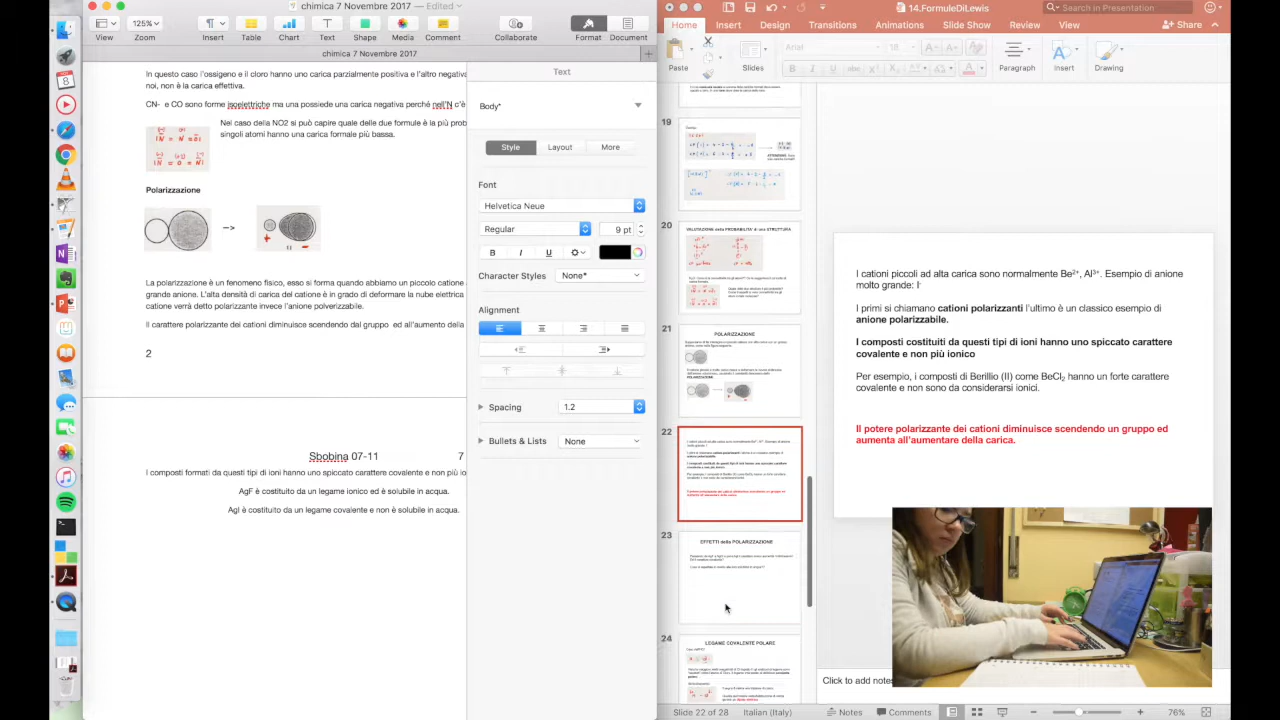 chimica 7 Novembre 2017 — Edited
125%
View
Zoom
Insert
Table
Chart
Text
Shape
Media
Comment
Collaborate
Format
Document
chimica 7 Novembre 2017
In questo caso l'ossigeno e il cloro hanno una carica parzialmente positiva e l'altro negativa
noi, non è la carica effettiva.
CN- e CO sono forme isoelettriche ma una possiede una carica negativa perché nell'N c'è
Nel caso della NO2 si può capire quale delle due forme è la più prob
singoli atomi hanno una carica formale più bassa.
Polarizzazione
->
La polarizzazione è un fenomeno fisico, esso si forma quando abbiamo un piccolo catione
grande anione. L'alta densità di carica del catione è in grado di deformare la nube elettrica
catione verrà detto polarizzante invece l'anione polverizzabile.
Il carattere polarizzante dei cationi diminuisce scendendo dal gruppo ed all'aumento della
2
Sbobina 07-11
7
I composti formati da questi tipi di ioni hanno uno spiccato carattere covalente e non più io
AgF è costituito da un legame ionico ed è solubile in acqua.
AgI è costituito da un legame covalente e non è solubile in acqua.
Text
Body*
Style
Layout
More
Font
Helvetica Neue
Regular
9 pt
B
I
U
Character Styles
None*
Alignment
Spacing
1.2
Bullets & Lists
None
14.FormuleDiLewis
Search in Presentation
Home
Insert
Design
Transitions
Animations
Slide Show
Review
View
Share
Paste
Slides
Arial
18
Paragraph
Insert
Drawing
19
20
VALUTAZIONE della PROBABILITA' di una STRUTTURA
21
POLARIZZAZIONE
22
23
EFFETTI della POLARIZZAZIONE
24
LEGAME COVALENTE POLARE
I cationi piccoli ad alta carica sono normalmente Be2+, Al3+. Esempio di anione
molto grande: I-
I primi si chiamano cationi polarizzanti l'ultimo è un classico esempio di
anione polarizzabile.
I composti costituiti da questi tipi di ioni hanno uno spiccato carattere
covalente e non più ionico
Per esempio, i composti di Berillio (II) come BeCl2 hanno un forte carattere
covalente e non sono da considerarsi ionici.
Il potere polarizzante dei cationi diminuisce scendendo un gruppo ed
aumenta all'aumentare della carica.
Click to add notes
Slide 22 of 28
Italian (Italy)
Notes
Comments
76%